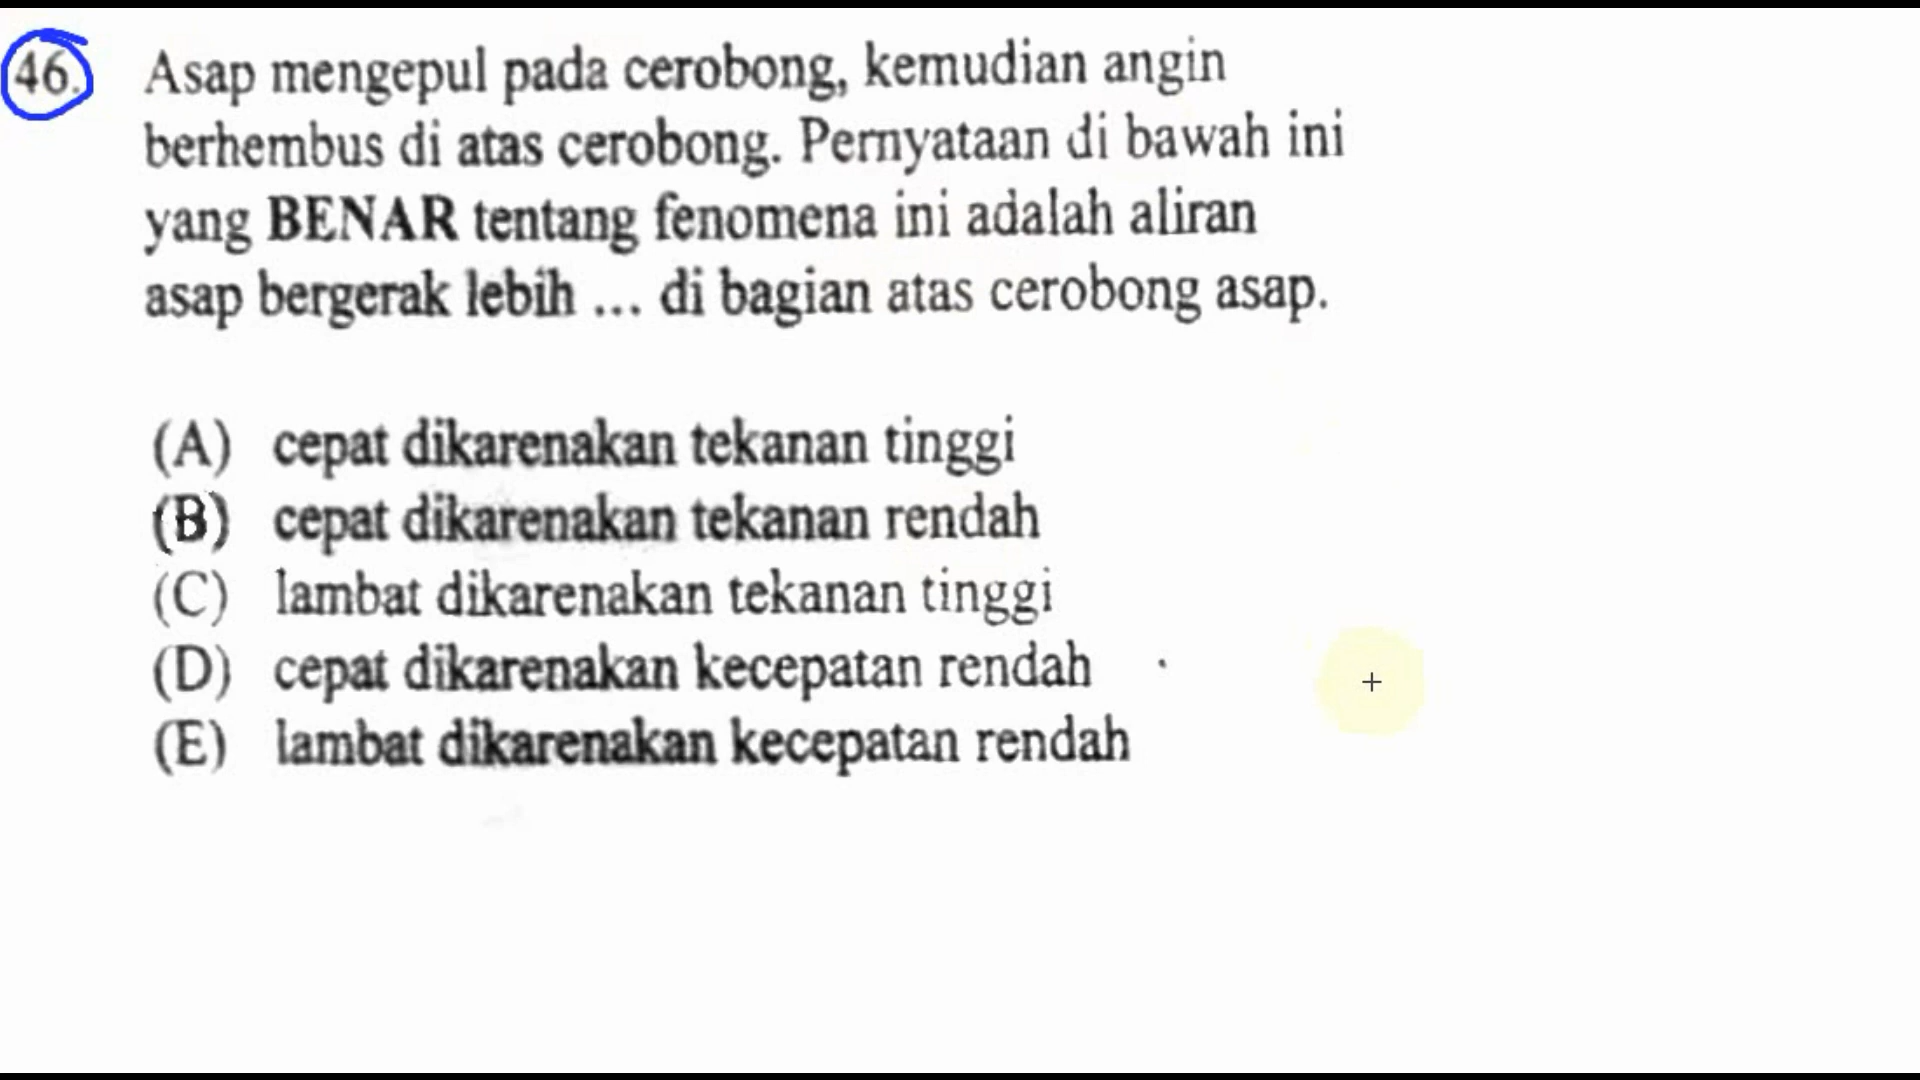 46. Asap mengepul pada cerobong, kemudian angin
berhembus di atas cerobong. Pernyataan di bawah ini
yang BENAR tentang fenomena ini adalah aliran
asap bergerak lebih ... di bagian atas cerobong asap.
(A) cepat dikarenakan tekanan tinggi
(B) cepat dikarenakan tekanan rendah
(C) lambat dikarenakan tekanan tinggi
(D) cepat dikarenakan kecepatan rendah
(E) lambat dikarenakan kecepatan rendah